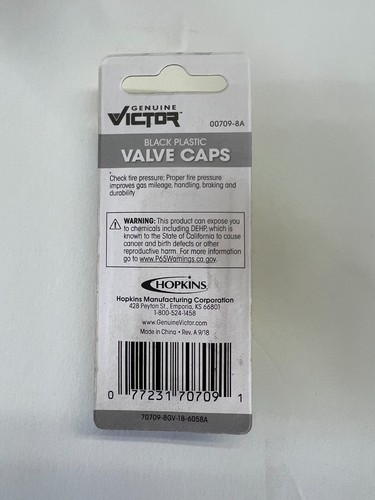 GENUINE
VICTOR™
00709-8A
BLACK PLASTIC
VALVE CAPS
Check tire pressure; Proper tire pressure
improves gas mileage, handling, braking and
durability
WARNING: This product can expose you
to chemicals including DEHP, which is
known to the State of California to cause
cancer and birth defects or other
reproductive harm. For more information
go to www.P65Warnings.ca.gov.
HOPKINS
Hopkins Manufacturing Corporation
428 Peyton St., Emporia, KS 66801
1-800-524-1458
www.GenuineVictor.com
Made in China • Rev. A 9/18
0 77231 70709 1
70709-8GV-18-6058A